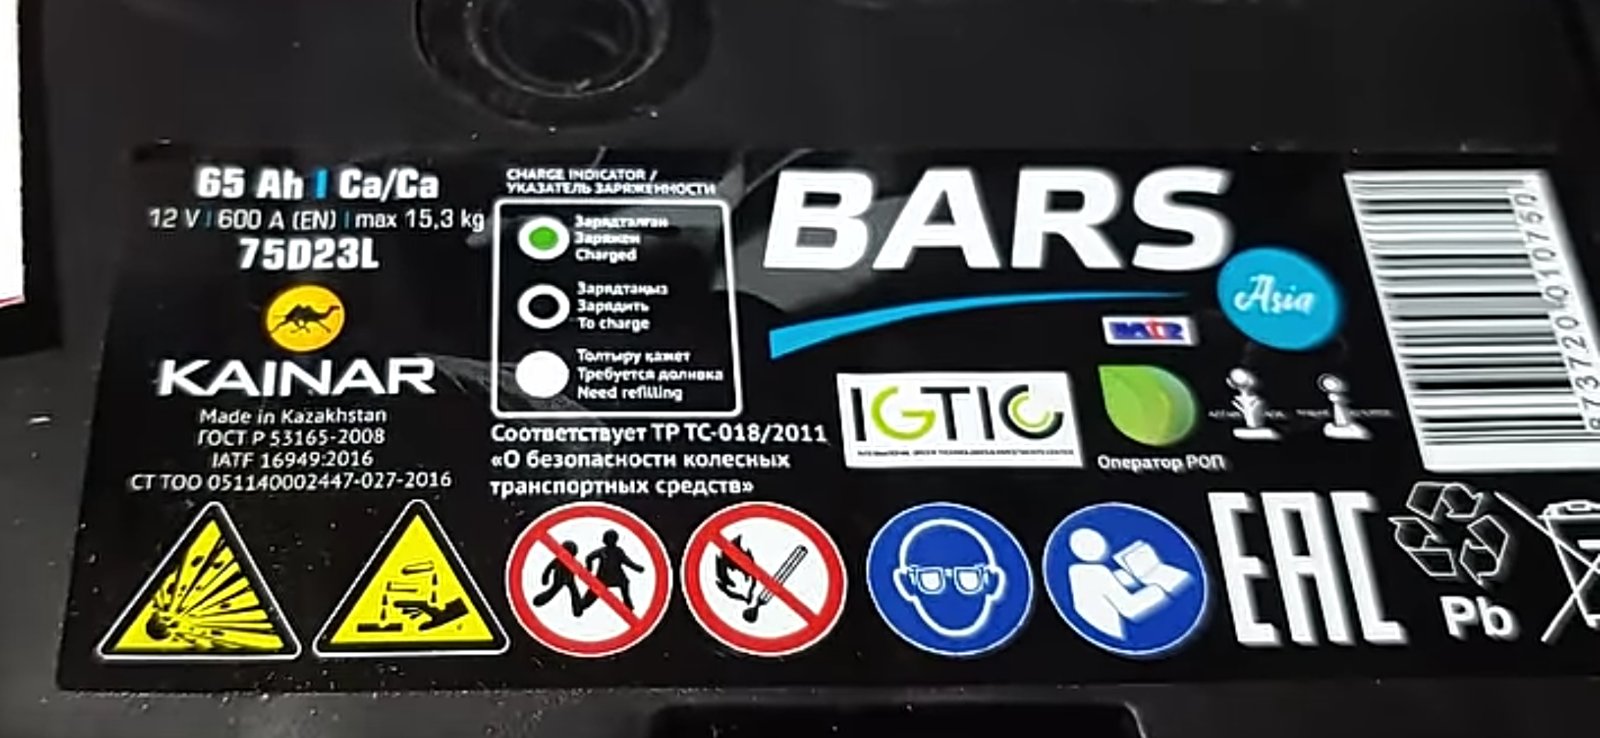 65 Ah | Ca/Ca
12 V | 600 A (EN) | max 15,3 kg
75D23L
KAINAR
Made in Kazakhstan
ГОСТ Р 53165-2008
IATF 16949:2016
СТ ТОО 051140002447-027-2016
CHARGE INDICATOR /
УКАЗАТЕЛЬ ЗАРЯЖЕННОСТИ
Зарядталған
Заряжен
Charged
Зарядтаңыз
Зарядить
To charge
Толтыру қажет
Требуется доливка
Need refilling
Соответствует ТР ТС-018/2011
«О безопасности колесных
транспортных средств»
BARS
Asia
IGTIC
Оператор РОП
EAC
Pb